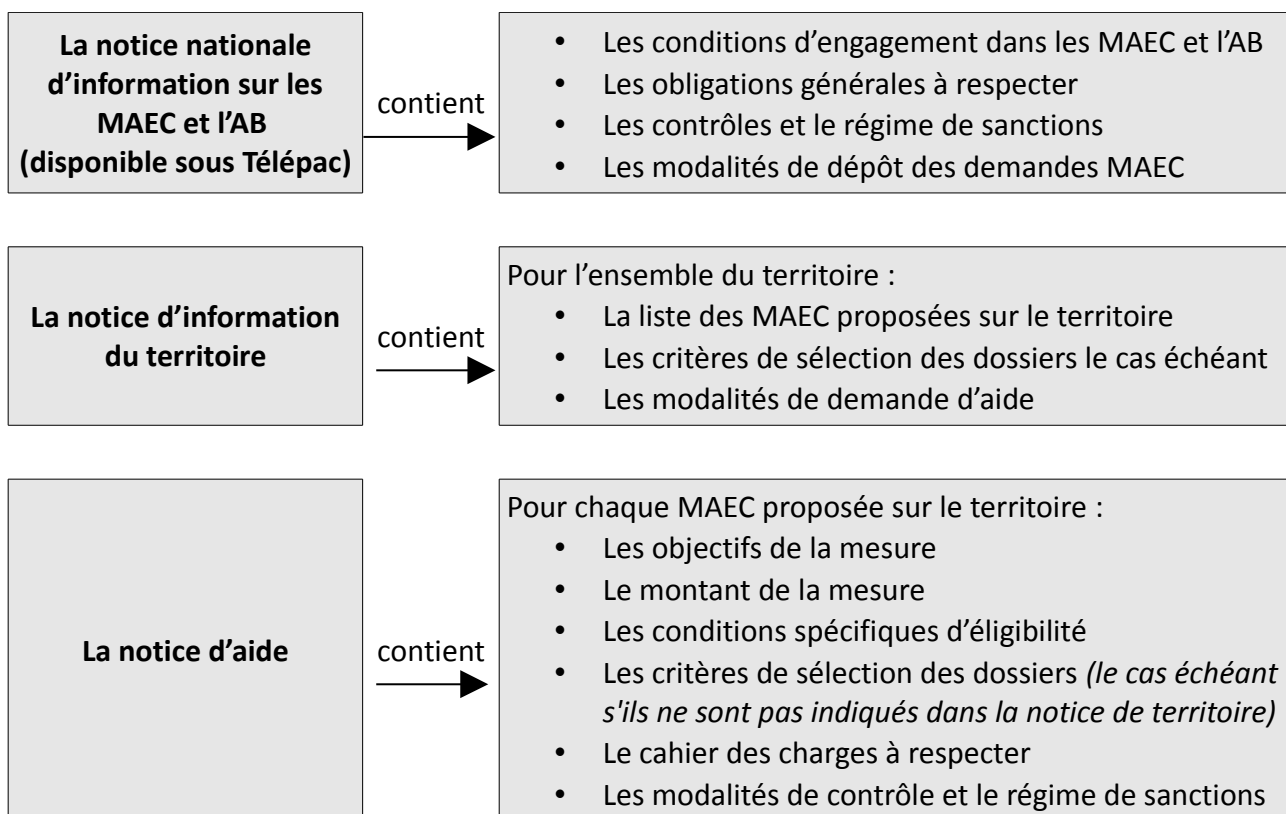 La notice nationale
d’information sur les
MAEC et l’AB
(disponible sous Télépac)
contient
• Les conditions d’engagement dans les MAEC et l’AB
• Les obligations générales à respecter
• Les contrôles et le régime de sanctions
• Les modalités de dépôt des demandes MAEC
La notice d’information
du territoire
contient
Pour l’ensemble du territoire :
• La liste des MAEC proposées sur le territoire
• Les critères de sélection des dossiers le cas échéant
• Les modalités de demande d’aide
La notice d’aide
contient
Pour chaque MAEC proposée sur le territoire :
• Les objectifs de la mesure
• Le montant de la mesure
• Les conditions spécifiques d’éligibilité
• Les critères de sélection des dossiers (le cas échéant
s'ils ne sont pas indiqués dans la notice de territoire)
• Le cahier des charges à respecter
• Les modalités de contrôle et le régime de sanctions